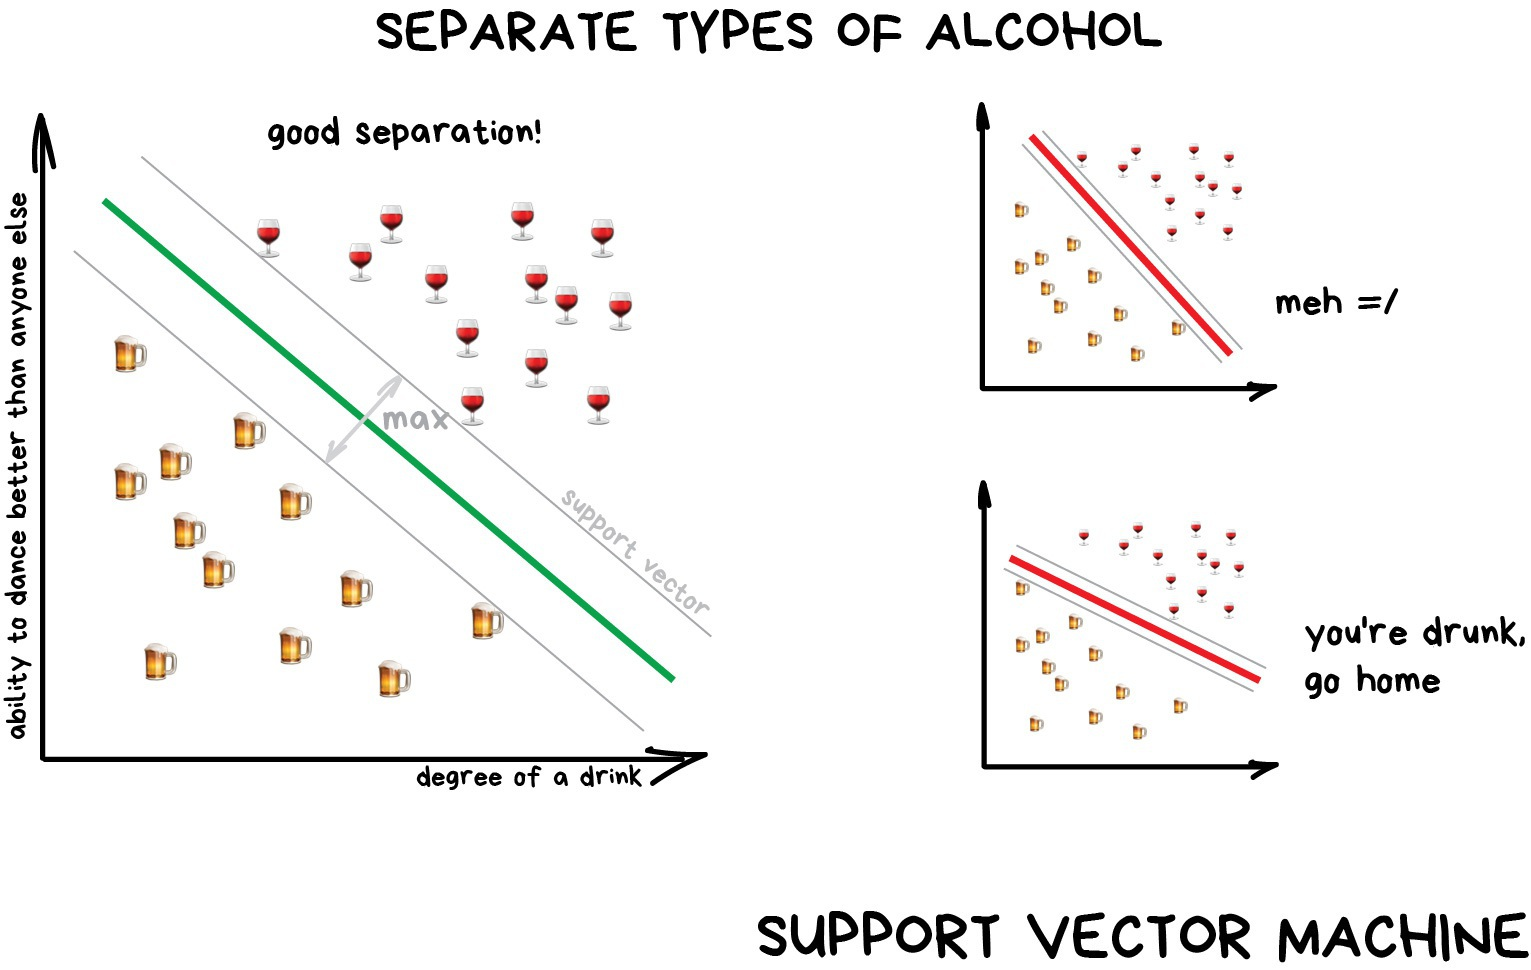 SEPARATE TYPES OF ALCOHOL
good separation!
ability to dance better than anyone else
max
support vector
degree of a drink
meh =/
you're drunk,
go home
SUPPORT VECTOR MACHINE